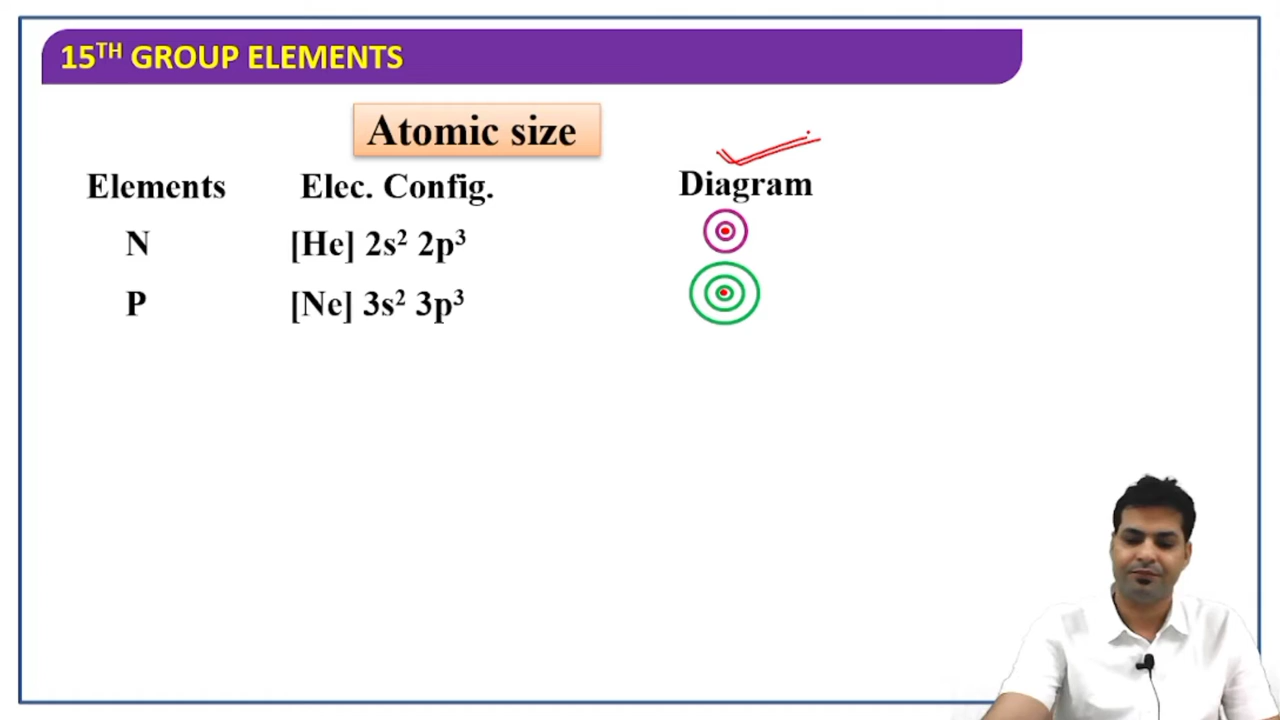 15TH GROUP ELEMENTS
Atomic size
Elements Elec. Config. Diagram
N [He] 2s² 2p³
P [Ne] 3s² 3p³